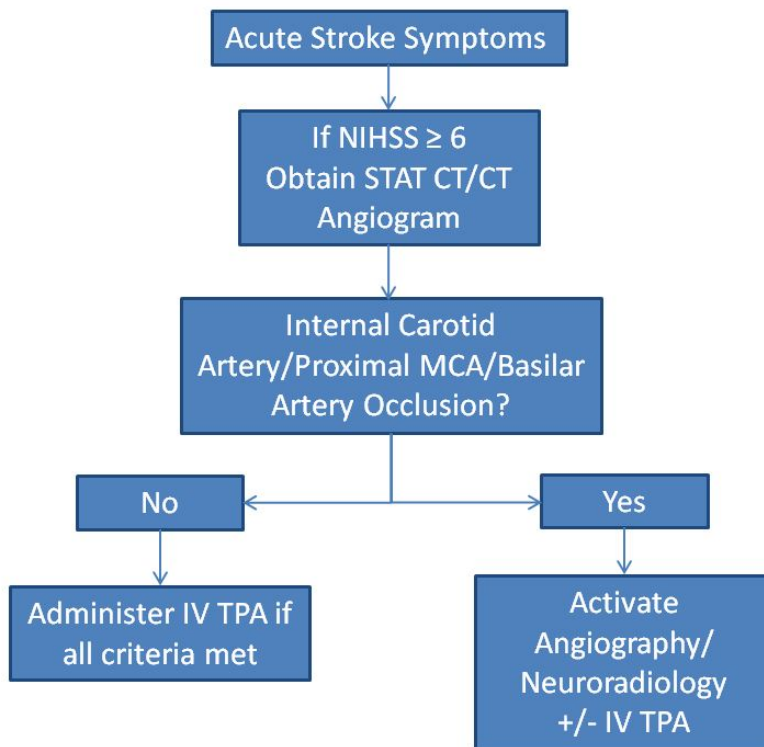 Acute Stroke Symptoms
If NIHSS ≥ 6
Obtain STAT CT/CT
Angiogram
Internal Carotid
Artery/Proximal MCA/Basilar
Artery Occlusion?
No
Yes
Administer IV TPA if
all criteria met
Activate
Angiography/
Neuroradiology
+/- IV TPA